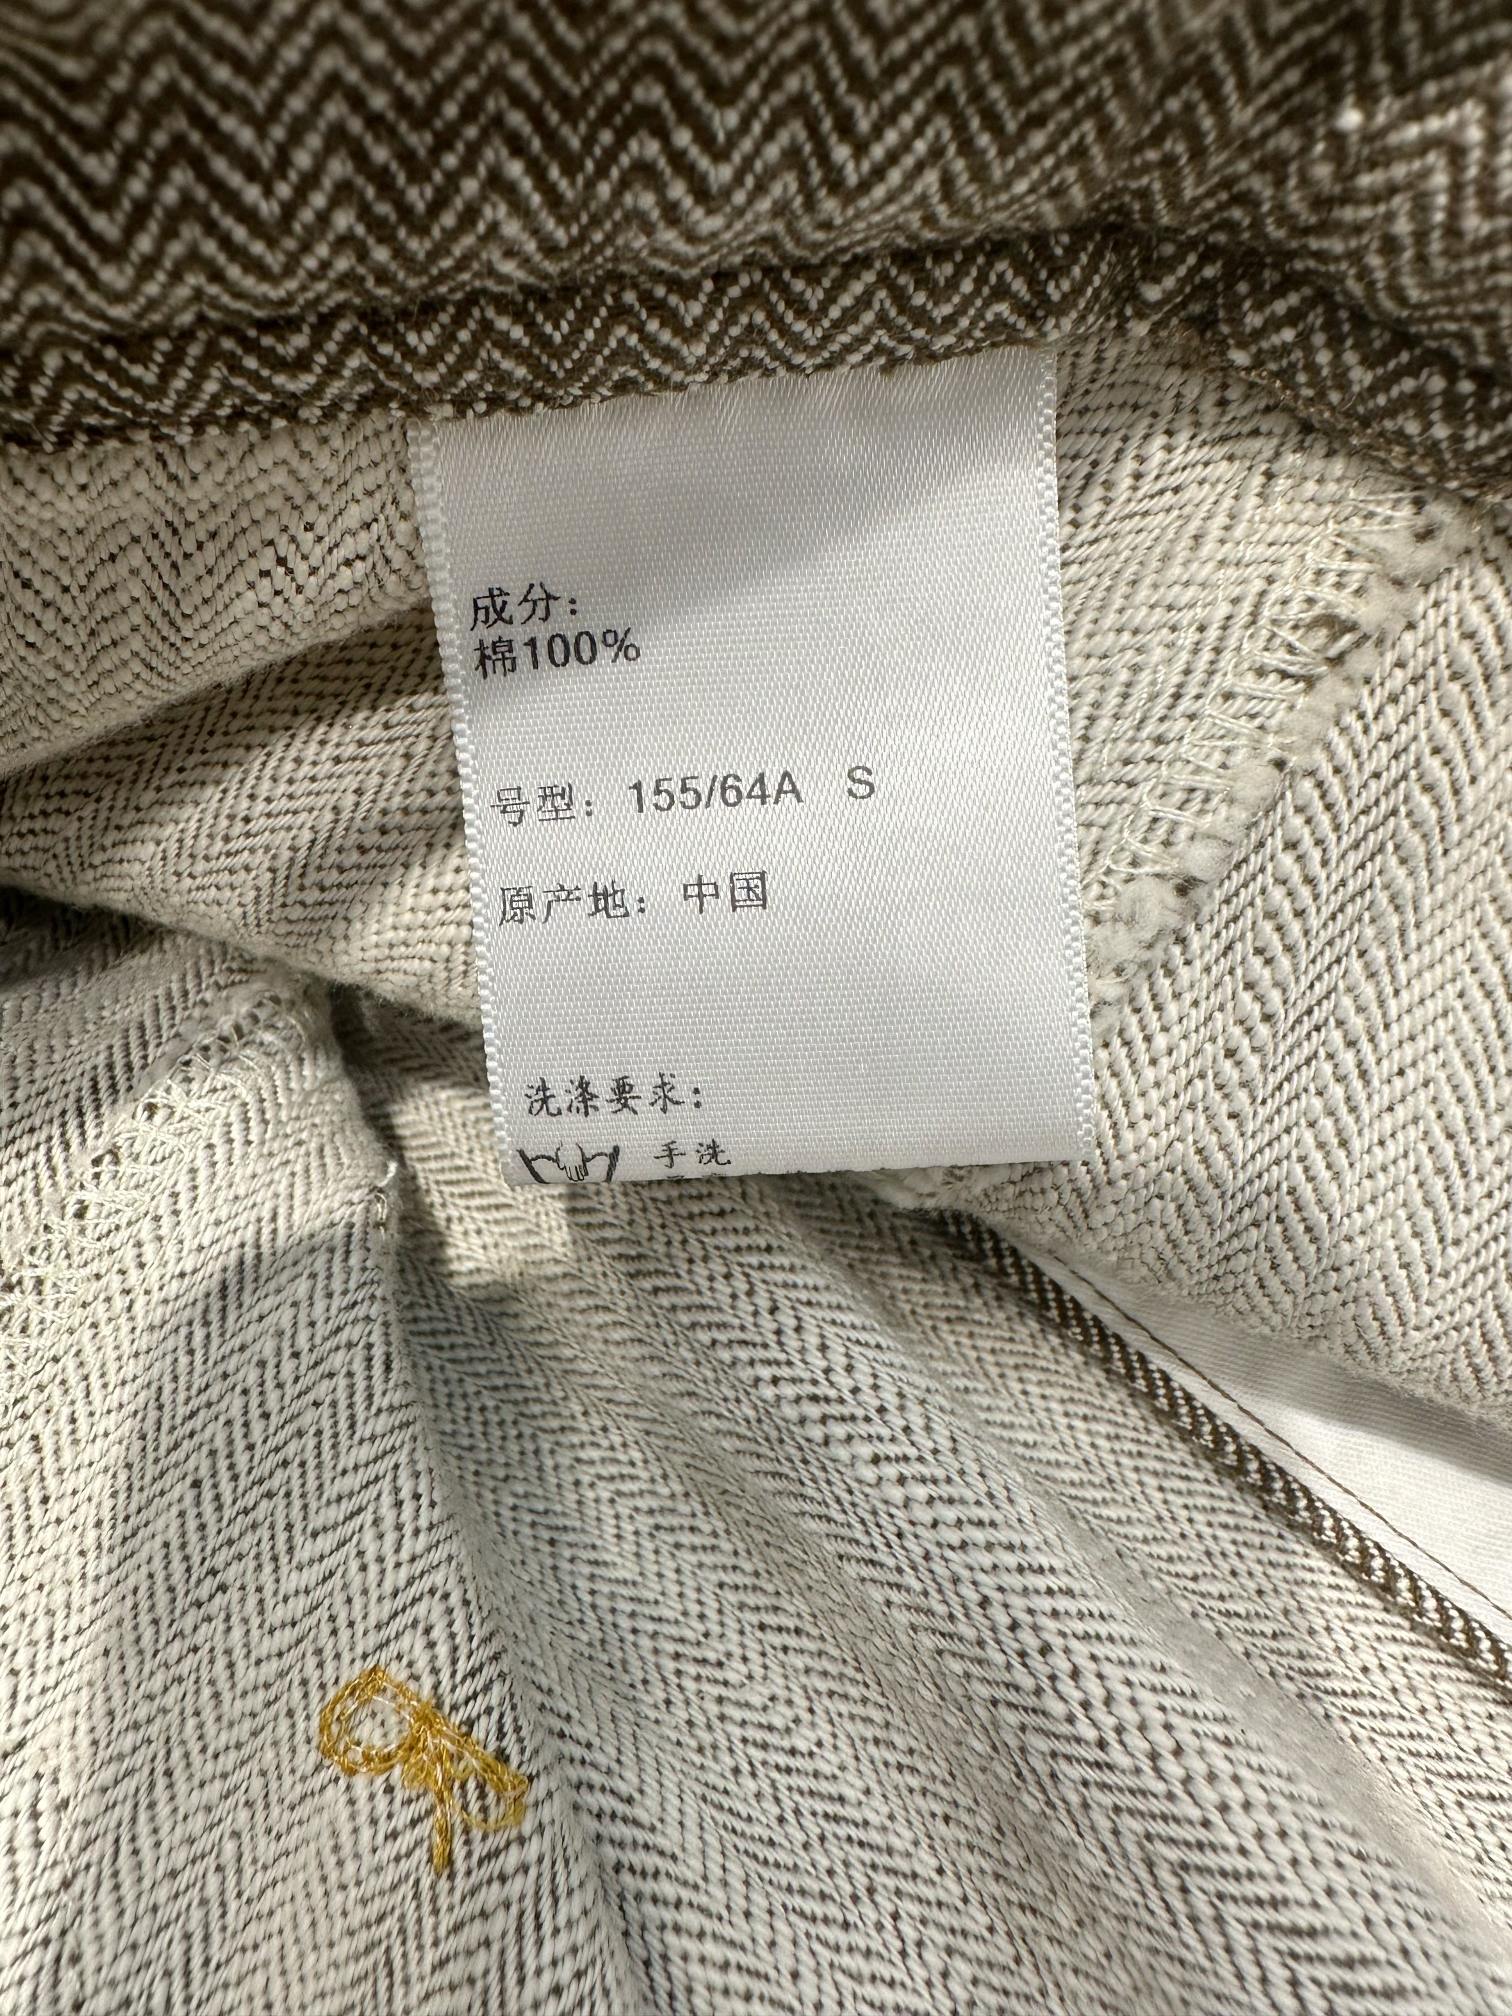 成分：
棉100%
号型：155/64A S
原产地：中国
洗涤要求：
手洗